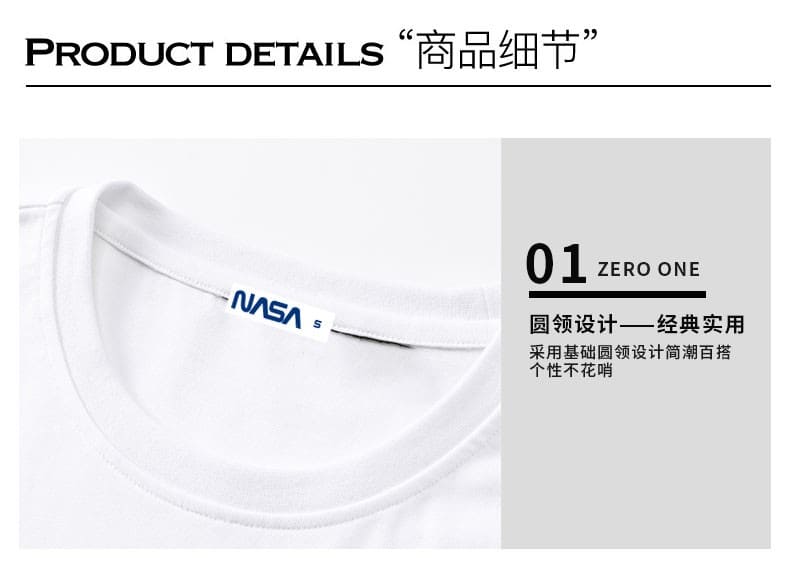 PRODUCT DETAILS “商品细节”
NASA S
01 ZERO ONE
圆领设计——经典实用
采用基础圆领设计简潮百搭
个性不花哨